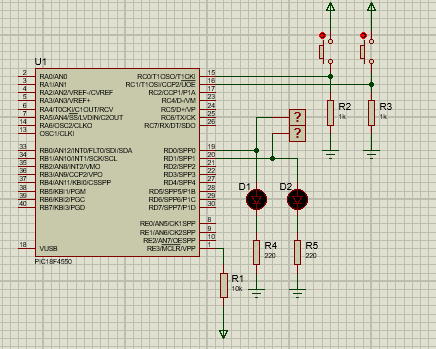 U1
2 RA0/AN0 RC0/T1OSO/T1CKI 15
3 RA1/AN1 RC1/T1OSI/CCP2/UOE 16
4 RA2/AN2/VREF-/CVREF RC2/CCP1/P1A 17
5 RA3/AN3/VREF+ RC4/D-/VM 23
6 RA4/T0CKI/C1OUT/RCV RC5/D+/VP 24
7 RA5/AN4/SS/LVDIN/C2OUT RC6/TX/CK 25
14 RA6/OSC2/CLKO RC7/RX/DT/SDO 26
13 OSC1/CLKI
33 RB0/AN12/INT0/FLT0/SDI/SDA RD0/SPP0 19
34 RB1/AN10/INT1/SCK/SCL RD1/SPP1 20
35 RB2/AN8/INT2/VMO RD2/SPP2 21
36 RB3/AN9/CCP2/VPO RD3/SPP3 22
37 RB4/AN11/KBI0/CSSPP RD4/SPP4 27
38 RB5/KBI1/PGM RD5/SPP5/P1B 28
39 RB6/KBI2/PGC RD6/SPP6/P1C 29
40 RB7/KBI3/PGD RD7/SPP7/P1D 30
RE0/AN5/CK1SPP 8
RE1/AN6/CK2SPP 9
RE2/AN7/OESPP 10
18 VUSB RE3/MCLR/VPP 1
PIC18F4550
R2
1k
R3
1k
?
?
D1
D2
R4
220
R5
220
R1
10k